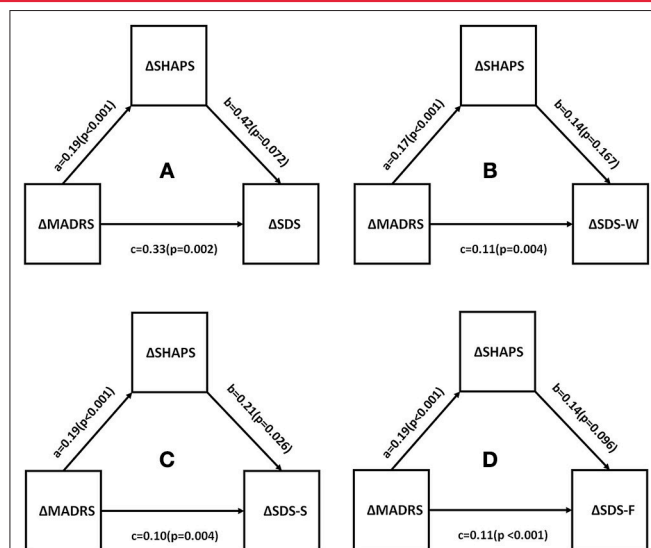 ΔSHAPS
a=0.19(p<0.001)
b=0.42(p=0.072)
A
ΔMADRS
ΔSDS
c=0.33(p=0.002)
ΔSHAPS
a=0.17(p<0.001)
b=0.14(p=0.167)
B
ΔMADRS
ΔSDS-W
c=0.11(p=0.004)
ΔSHAPS
a=0.19(p<0.001)
b=0.21(p=0.026)
C
ΔMADRS
ΔSDS-S
c=0.10(p=0.004)
ΔSHAPS
a=0.19(p<0.001)
b=0.14(p=0.096)
D
ΔMADRS
ΔSDS-F
c=0.11(p <0.001)